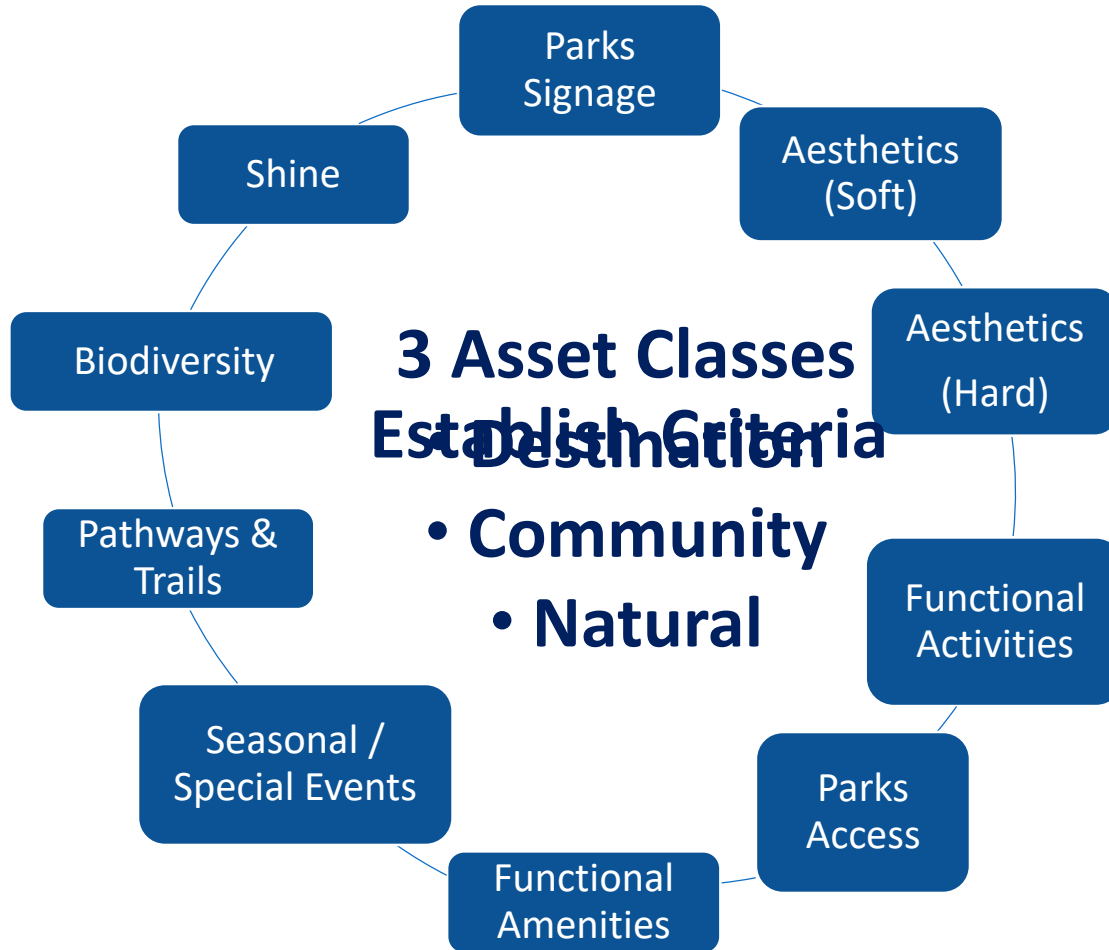 Parks
Signage
Aesthetics
(Soft)
Aesthetics
(Hard)
Functional
Activities
Parks
Access
Functional
Amenities
Seasonal /
Special Events
Pathways &
Trails
Biodiversity
Shine
3 Asset Classes
Establish Criteria
• Destination
• Community
• Natural